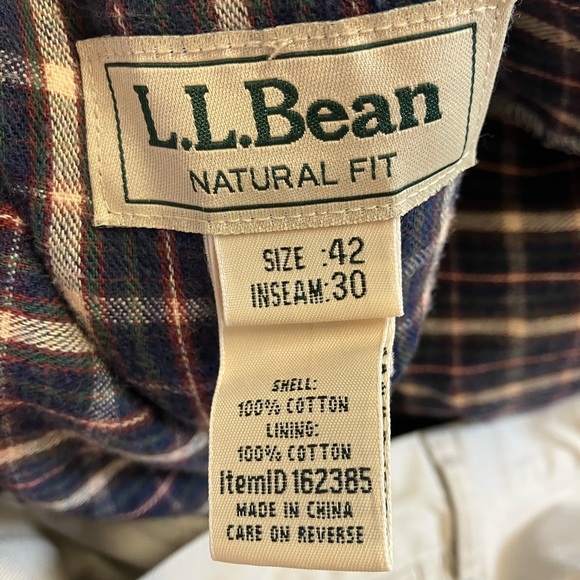 L.L.Bean
NATURAL FIT
SIZE :42
INSEAM:30
SHELL:
100% COTTON
LINING:
100% COTTON
ItemID 162385
MADE IN CHINA
CARE ON REVERSE